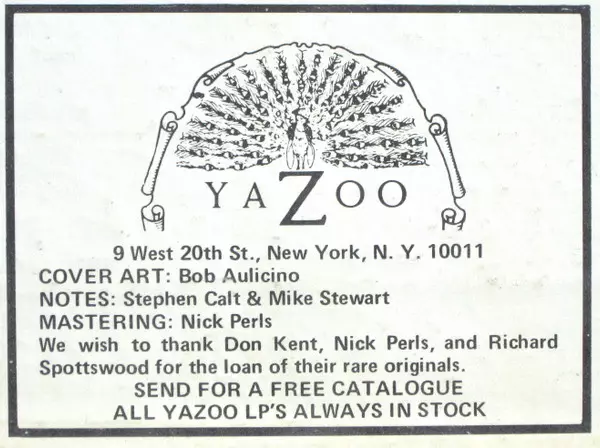 YAZOO
9 West 20th St., New York, N. Y. 10011
COVER ART: Bob Aulicino
NOTES: Stephen Calt & Mike Stewart
MASTERING: Nick Perls
We wish to thank Don Kent, Nick Perls, and Richard
Spottswood for the loan of their rare originals.
SEND FOR A FREE CATALOGUE
ALL YAZOO LP'S ALWAYS IN STOCK